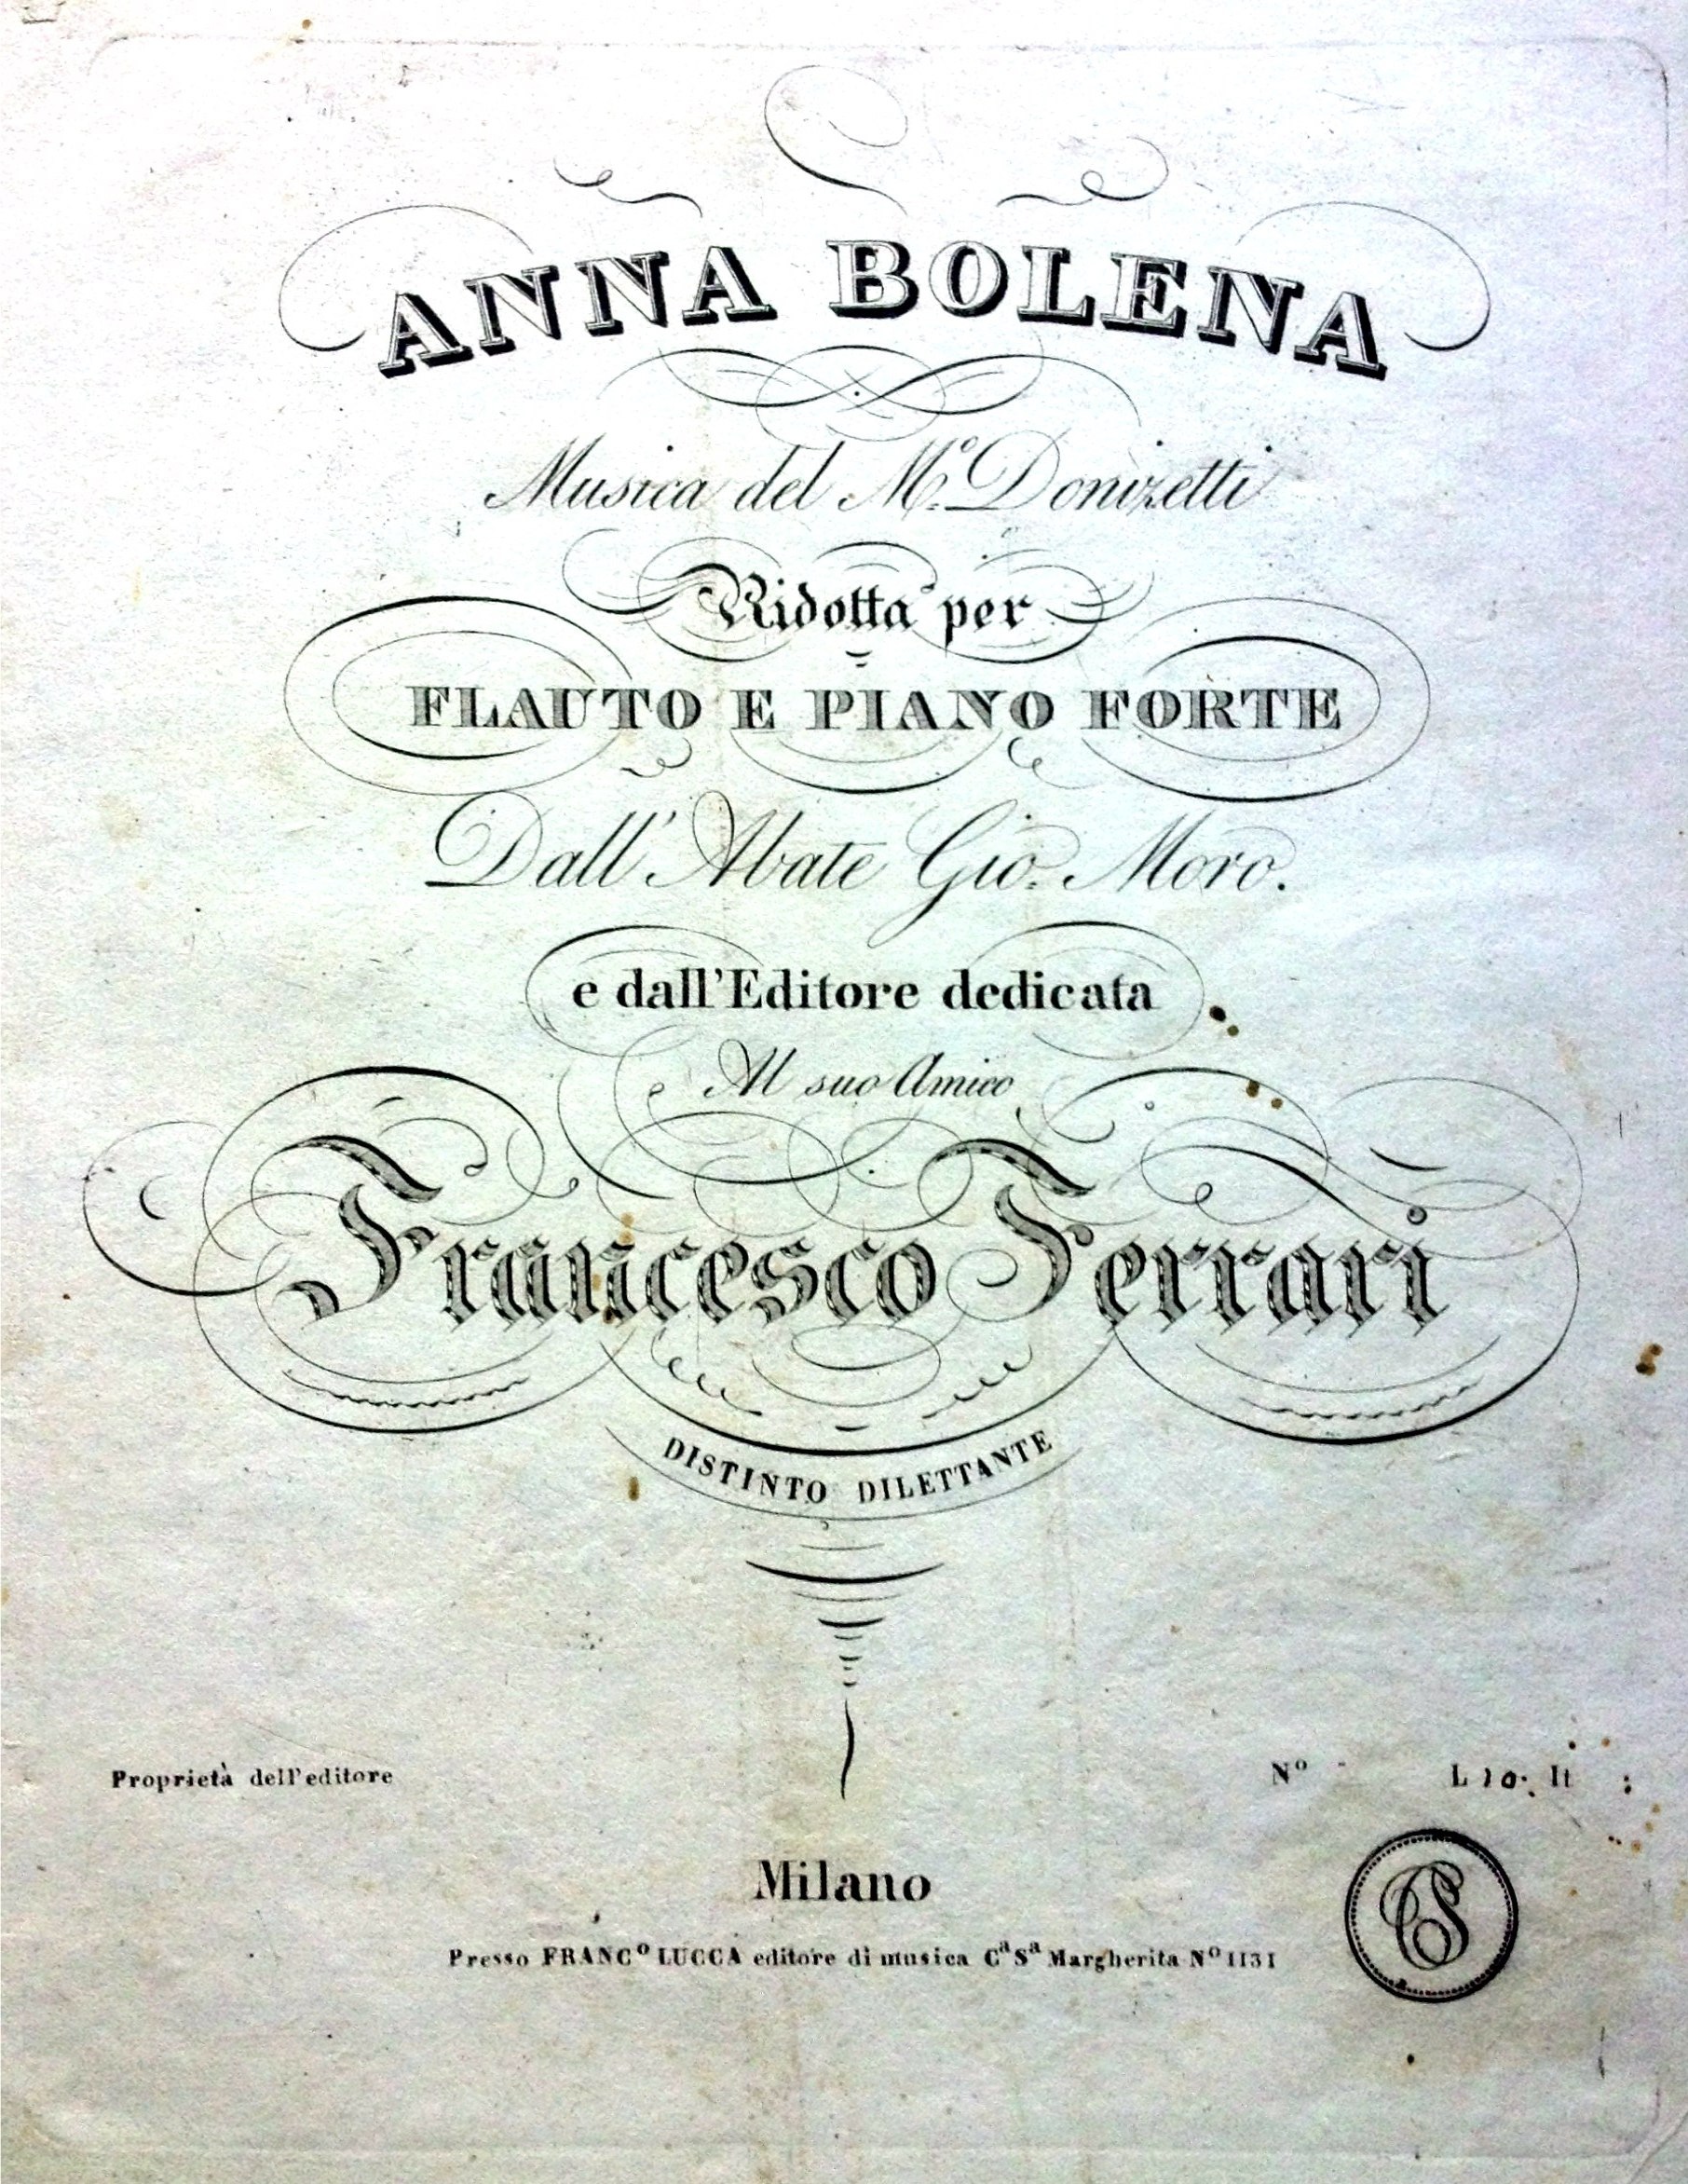 ANNA BOLENA
Musica del Mº. Donizetti
Ridotta per
FLAUTO E PIANO FORTE
Dall' Abate Gio. Moro.
e dall'Editore dedicata
Al suo Amico
Francesco Ferrari
DISTINTO DILETTANTE
Proprietà dell'editore
Nº L 10. It
Milano
Presso FRANCº LUCCA editore di musica Cª Sª Margherita Nº 1131